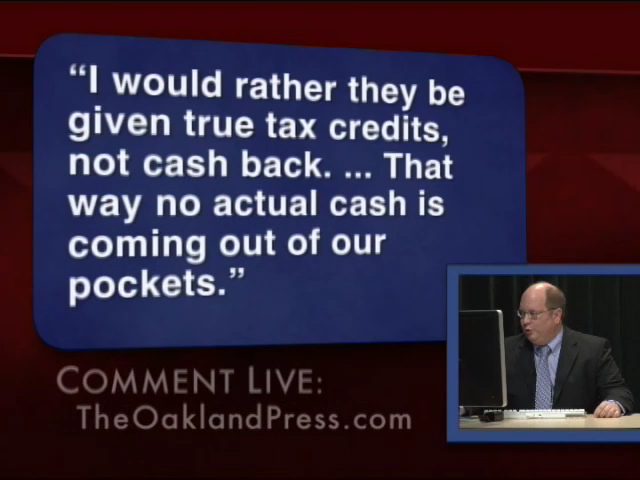 “I would rather they be
given true tax credits,
not cash back. ... That
way no actual cash is
coming out of our
pockets.”
COMMENT LIVE:
TheOaklandPress.com